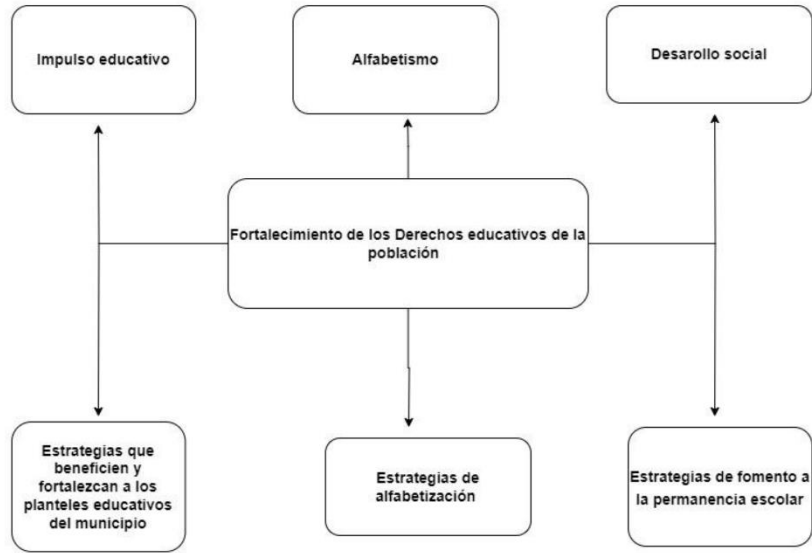 Impulso educativo
Alfabetismo
Desarollo social
Fortalecimiento de los Derechos educativos de la
población
Estrategias que
beneficien y
fortalezcan a los
planteles educativos
del municipio
Estrategias de
alfabetización
Estrategias de fomento a
la permanencia escolar